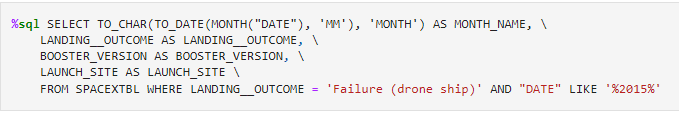 %sql SELECT TO_CHAR(TO_DATE(MONTH("DATE"), 'MM'), 'MONTH') AS MONTH_NAME, \
LANDING__OUTCOME AS LANDING__OUTCOME, \
BOOSTER_VERSION AS BOOSTER_VERSION, \
LAUNCH_SITE AS LAUNCH_SITE \
FROM SPACEXTBL WHERE LANDING__OUTCOME = 'Failure (drone ship)' AND "DATE" LIKE '%2015%'